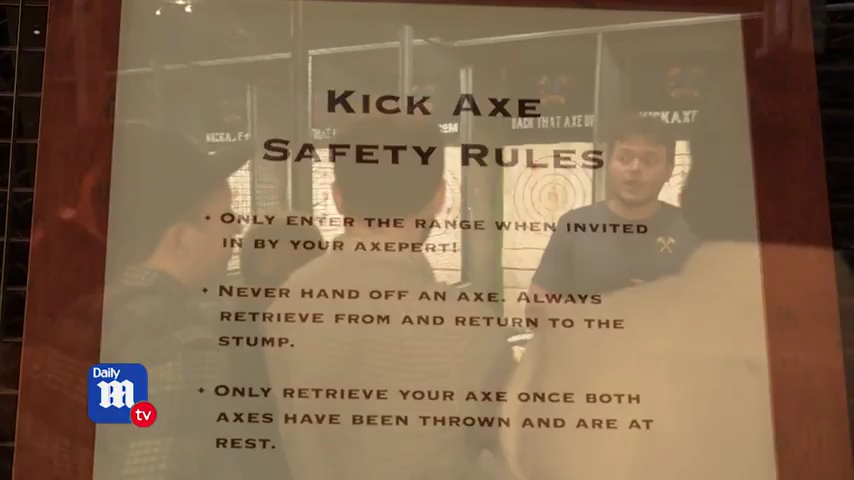 KICK AXE
SAFETY RULES
BACK THAT AXE UP
KICK AXE
+ ONLY ENTER THE RANGE WHEN INVITED
IN BY YOUR AXEPERT!
+ NEVER HAND OFF AN AXE. ALWAYS
RETRIEVE FROM AND RETURN TO THE
STUMP.
+ ONLY RETRIEVE YOUR AXE ONCE BOTH
AXES HAVE BEEN THROWN AND ARE AT
REST.
Daily
M
tv